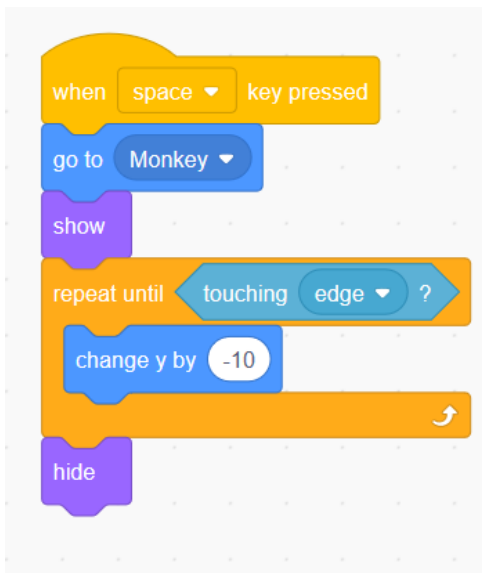 when space key pressed
go to Monkey
show
repeat until touching edge ?
change y by -10
hide